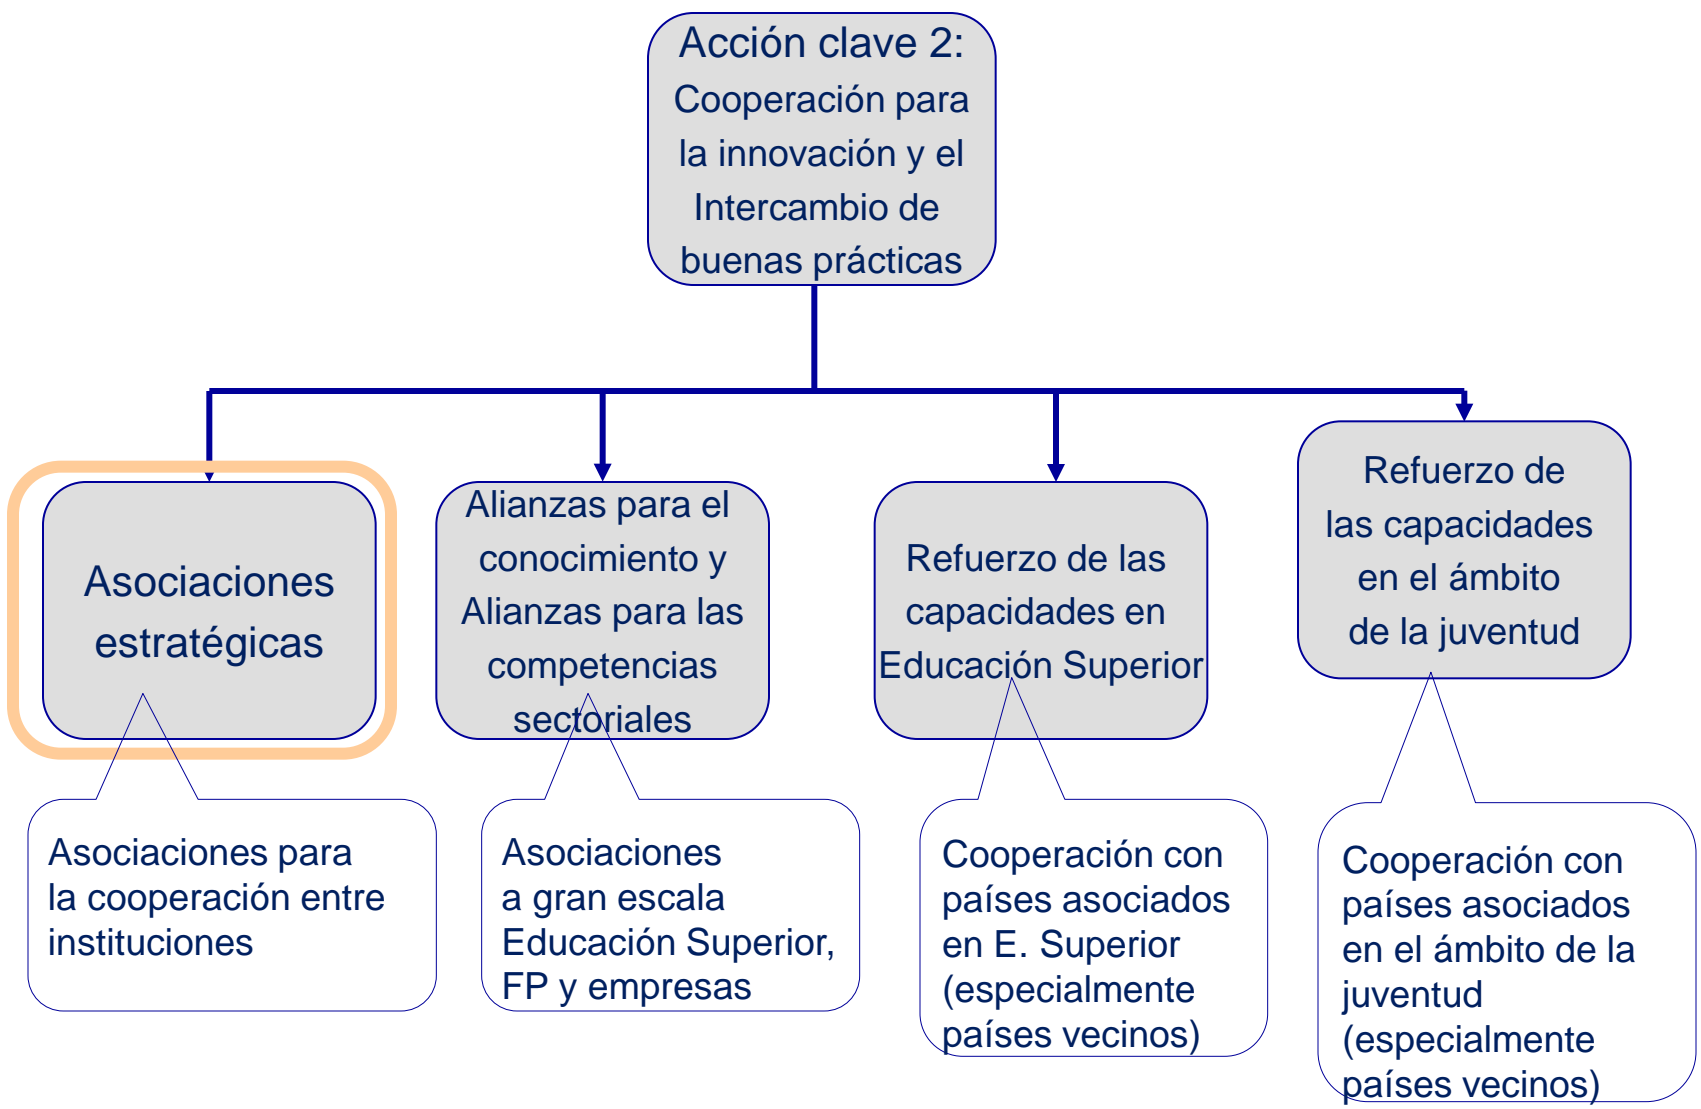 Acción clave 2:
Cooperación para
la innovación y el
Intercambio de
buenas prácticas
Asociaciones
estratégicas
Alianzas para el
conocimiento y
Alianzas para las
competencias
sectoriales
Refuerzo de las
capacidades en
Educación Superior
Refuerzo de
las capacidades
en el ámbito
de la juventud
Asociaciones para
la cooperación entre
instituciones
Asociaciones
a gran escala
Educación Superior,
FP y empresas
Cooperación con
países asociados
en E. Superior
(especialmente
países vecinos)
Cooperación con
países asociados
en el ámbito de la
juventud
(especialmente
países vecinos)